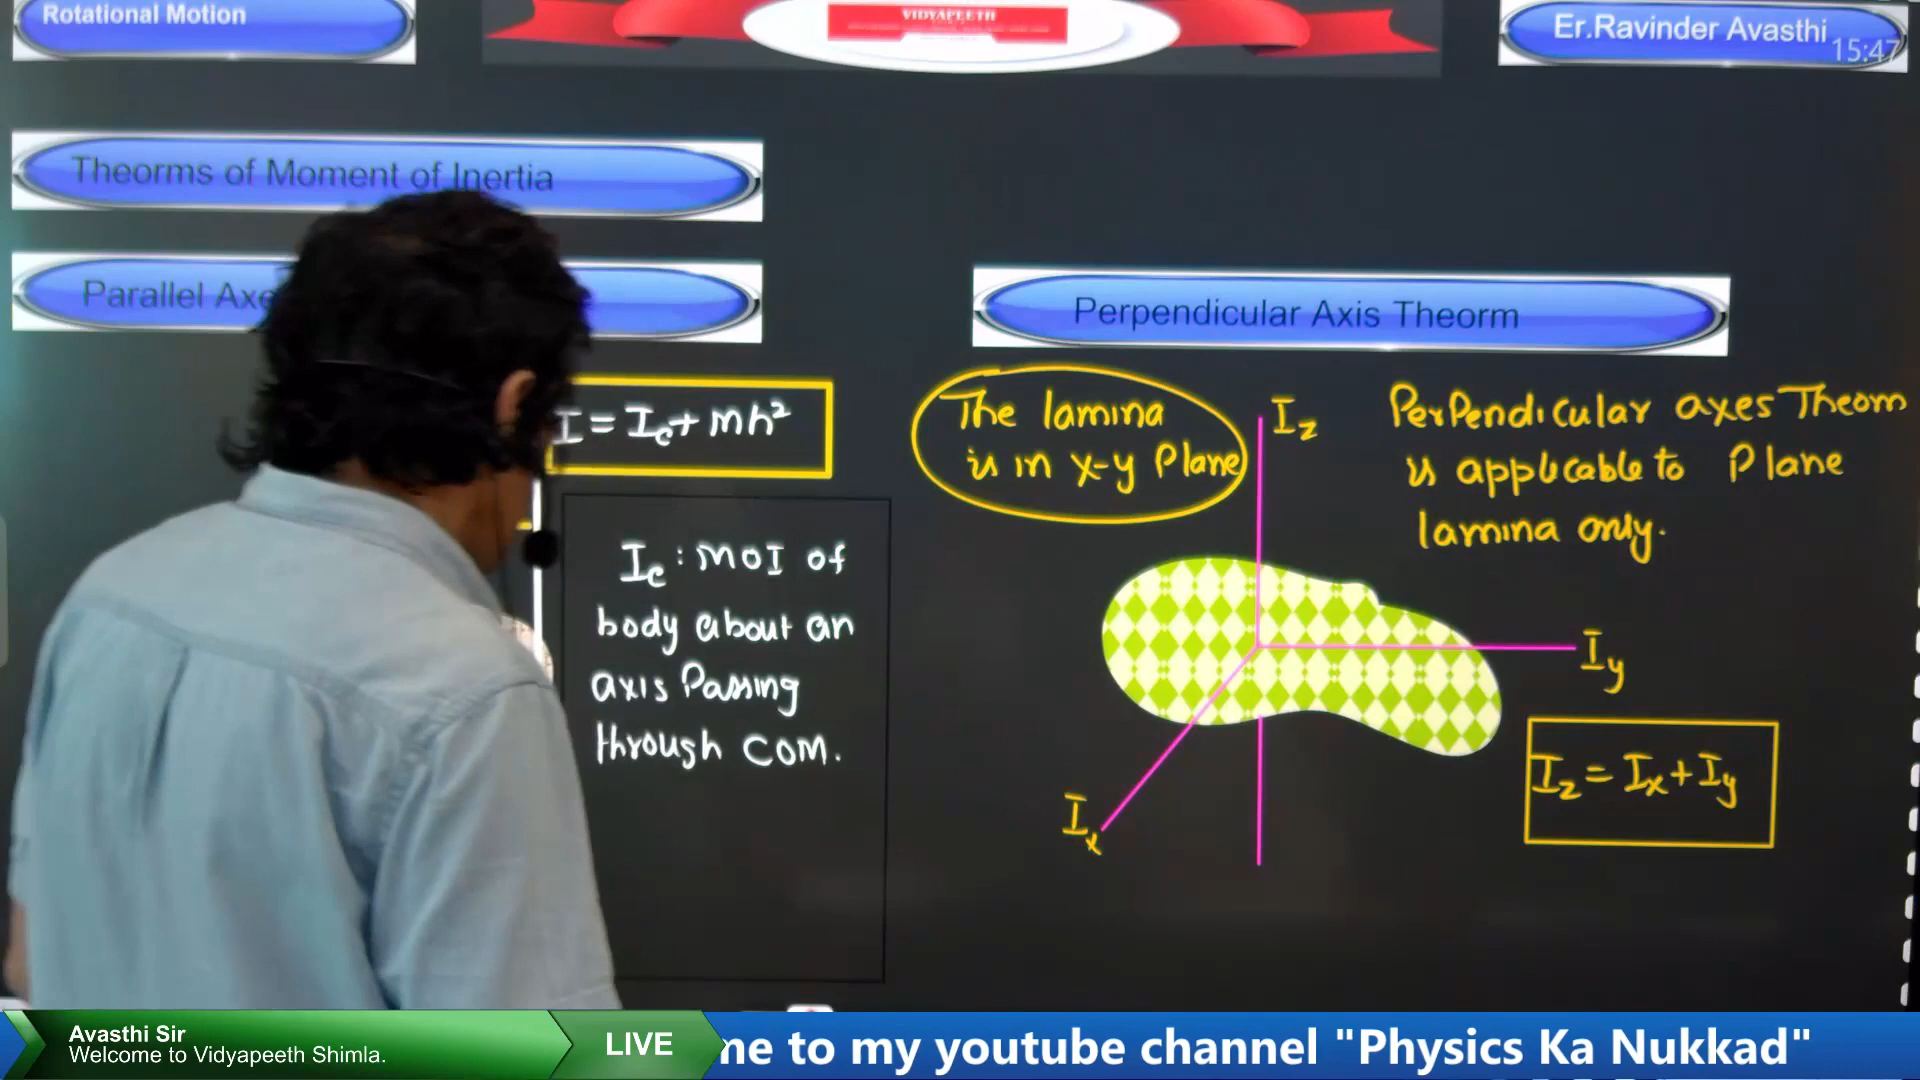 Rotational Motion
VIDYAPEETH
Er.Ravinder Avasthi
15:47
Theorms of Moment of Inertia
Parallel Axe
Perpendicular Axis Theorm
I = Ic + mh²
Ic : MOI of
body about an
axis Passing
through COM.
The lamina
is in x-y Plane
Iz
Perpendicular axes Theorm
is applicable to Plane
lamina only.
Iy
Ix
Iz = Ix + Iy
Avasthi Sir
Welcome to Vidyapeeth Shimla.
LIVE
me to my youtube channel "Physics Ka Nukkad"